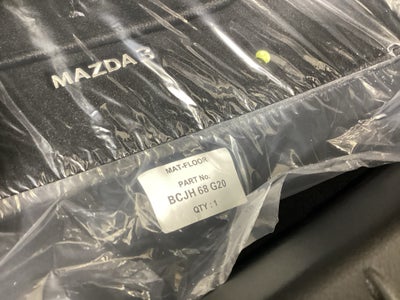 MAZDA 3
MAT-FLOOR
PART No.
BCJH 68 G20
QTY : 1